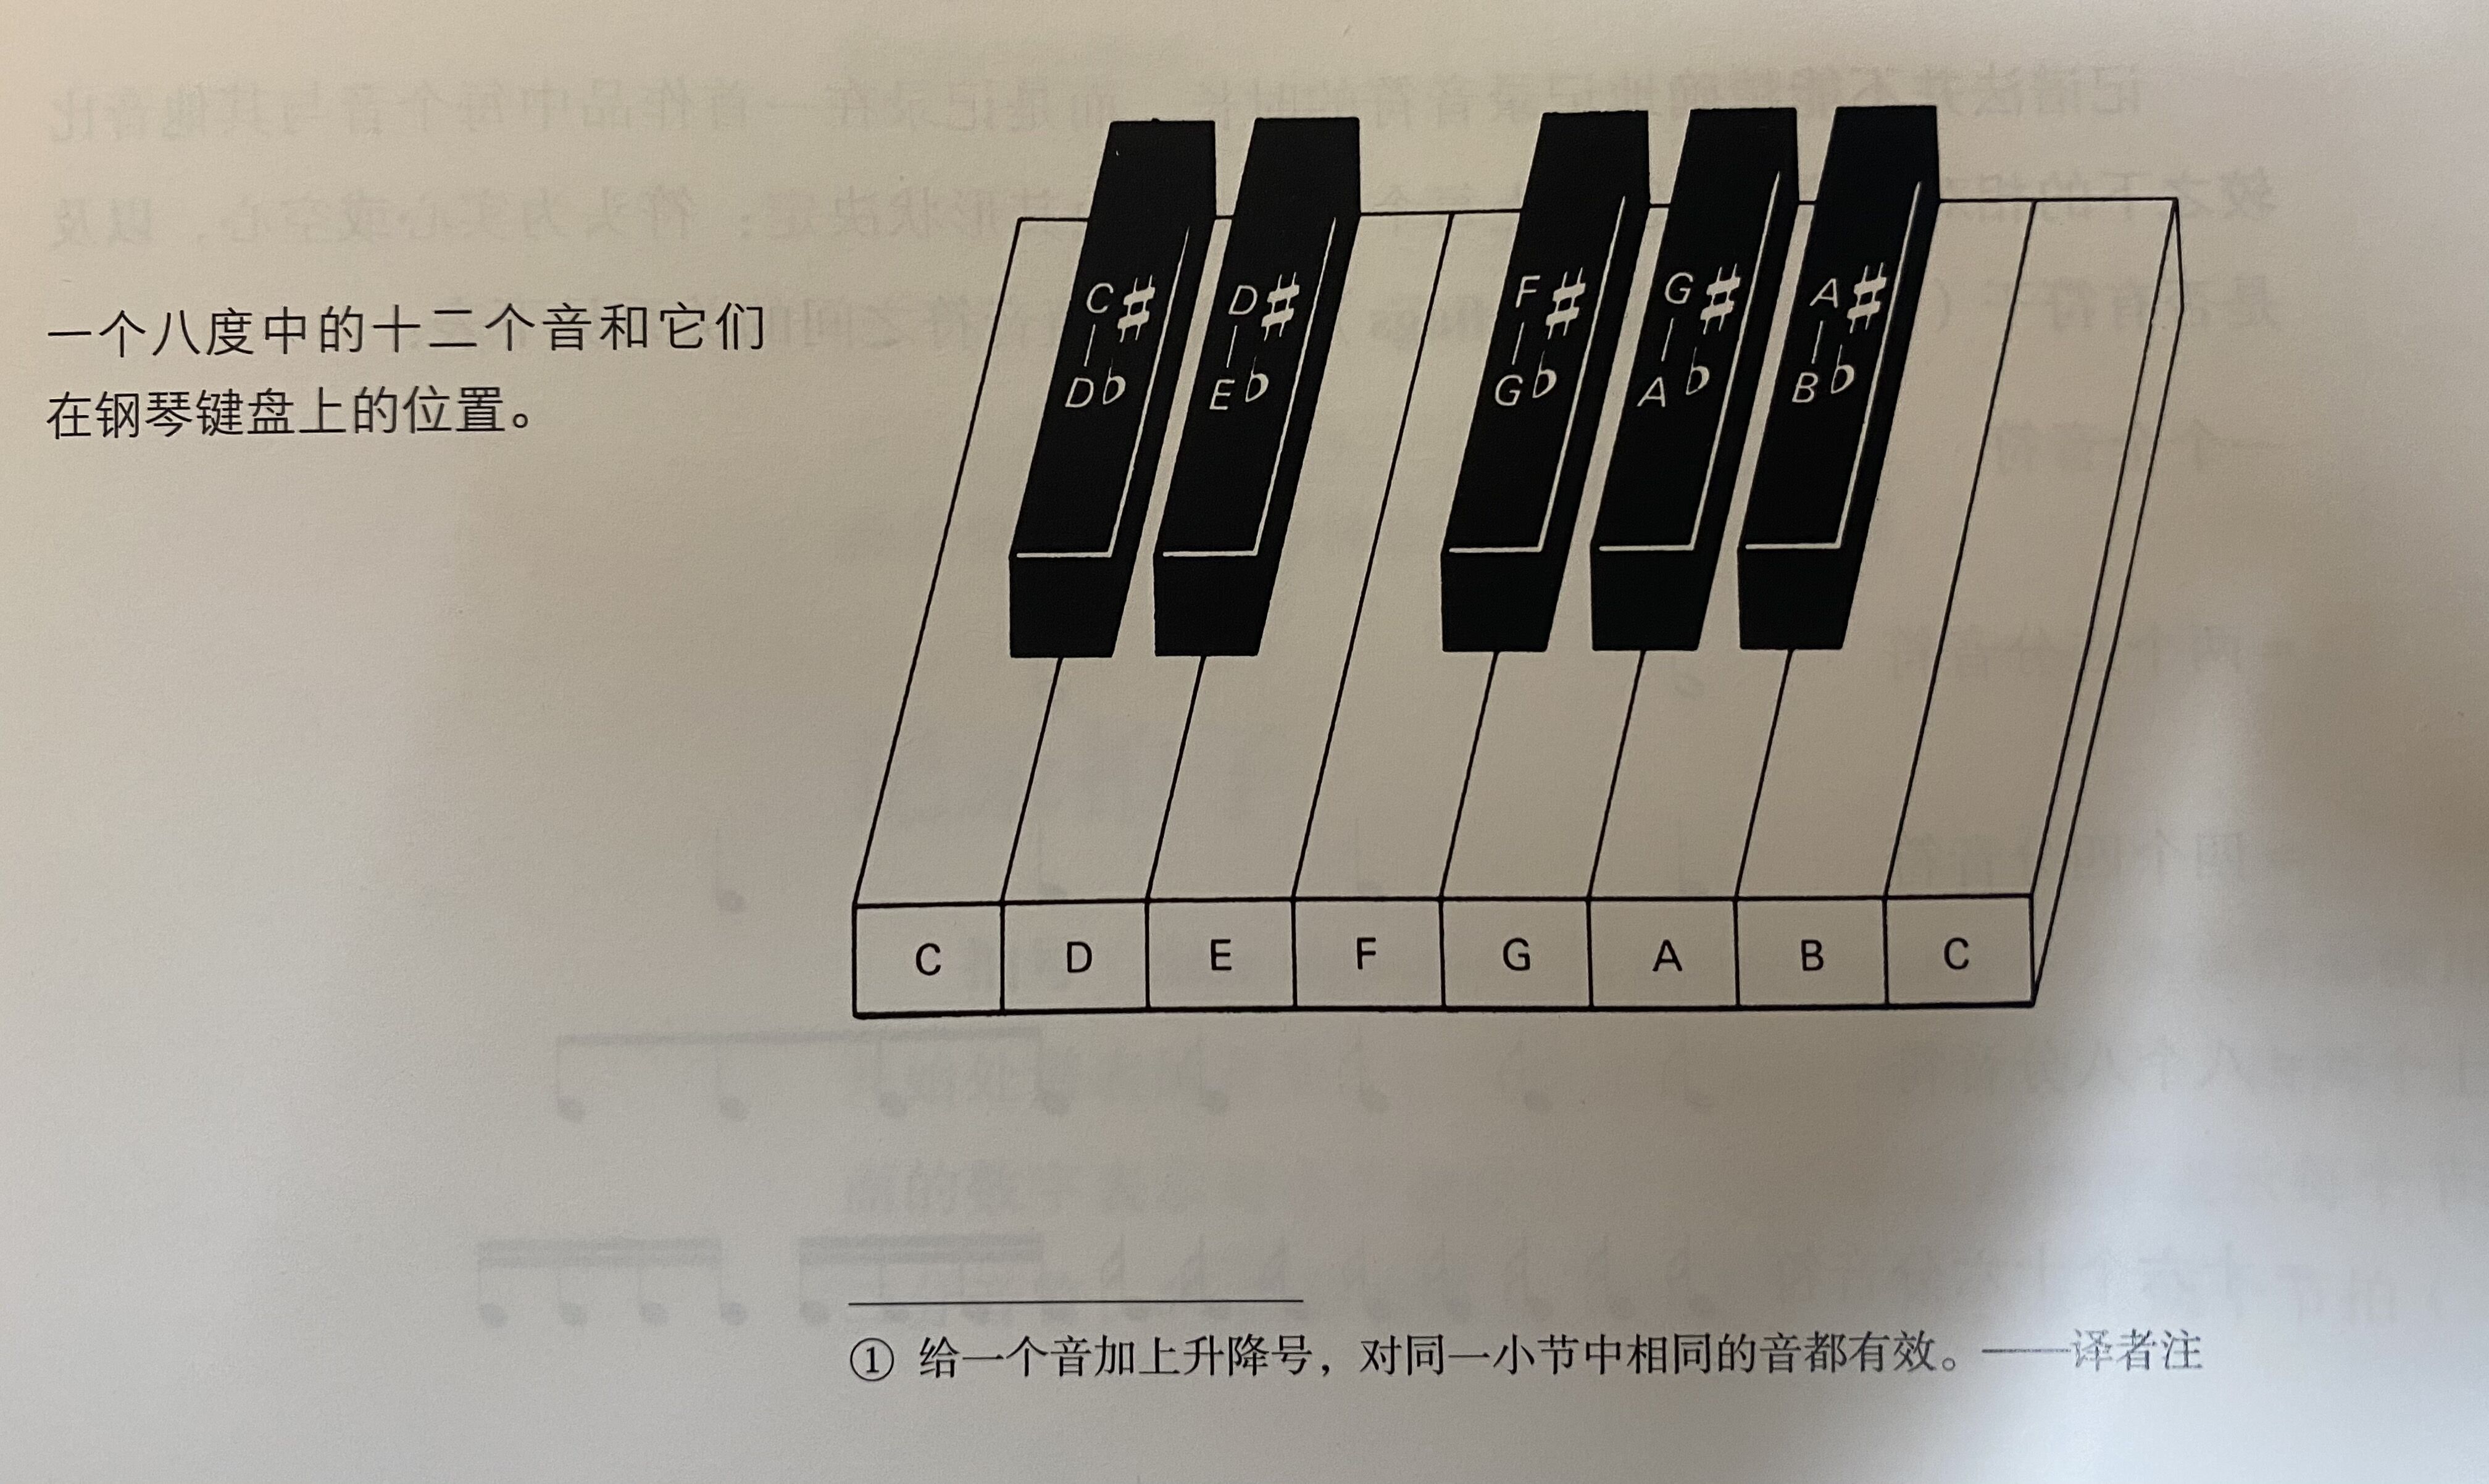 一个八度中的十二个音和它们
在钢琴键盘上的位置。
C♯ D♯ F♯ G♯ A♯
D♭ E♭ G♭ A♭ B♭
C D E F G A B C
① 给一个音加上升降号，对同一小节中相同的音都有效。——译者注